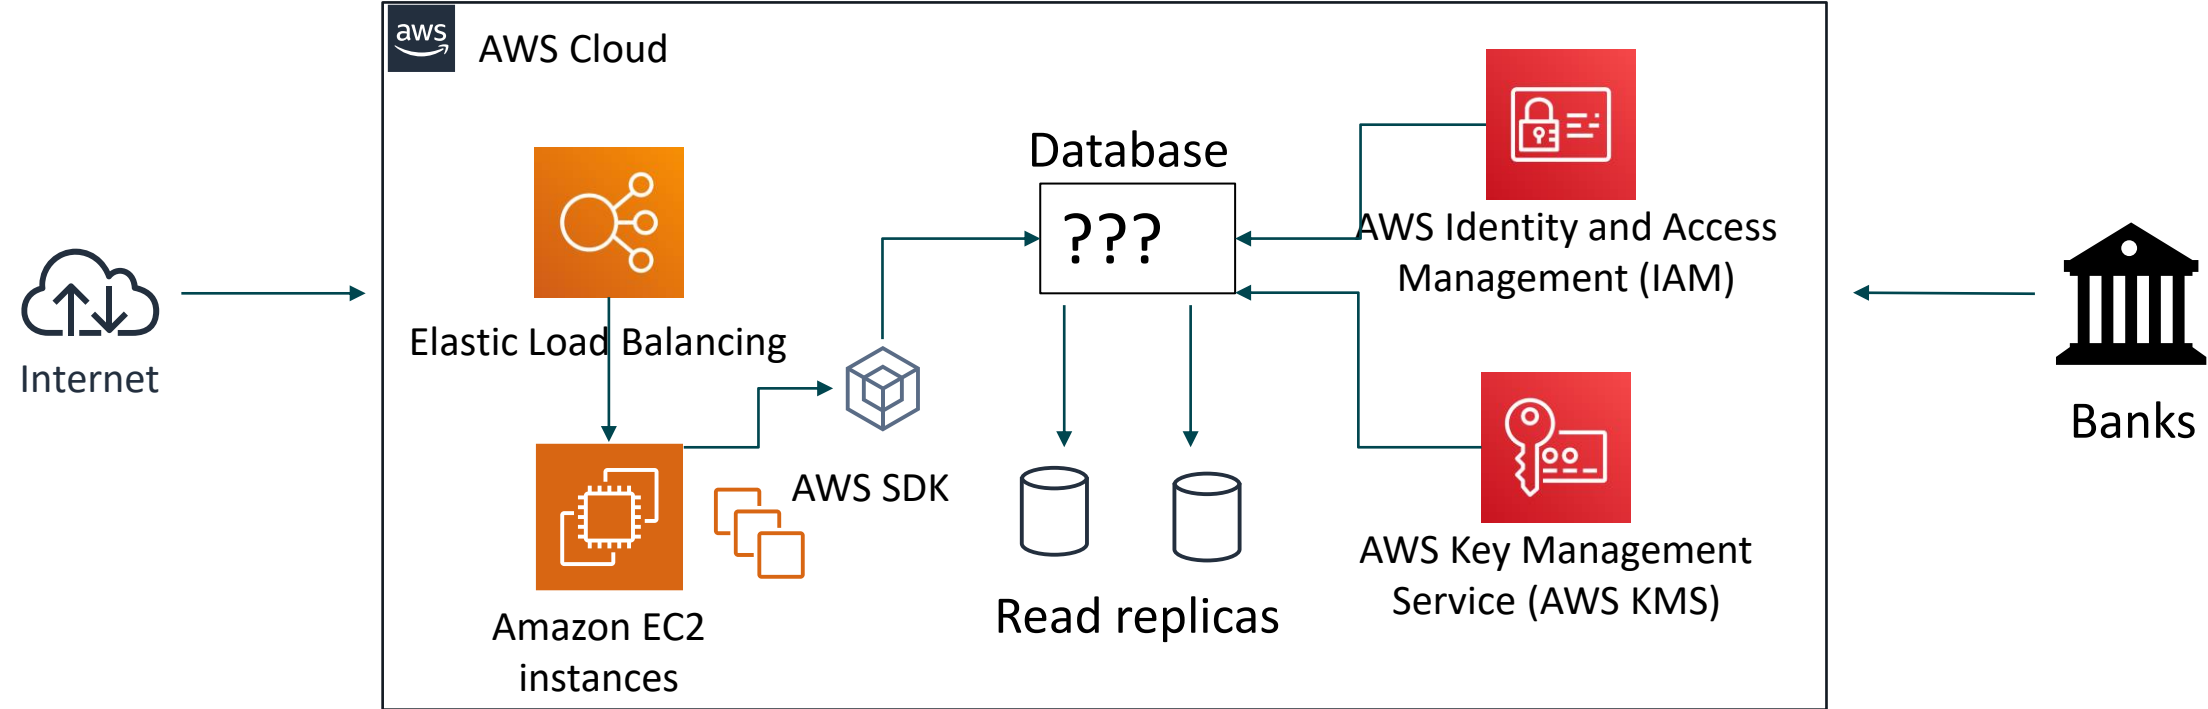 aws
AWS Cloud
Internet
Elastic Load Balancing
Amazon EC2
instances
AWS SDK
Database
???
Read replicas
AWS Identity and Access
Management (IAM)
AWS Key Management
Service (AWS KMS)
Banks